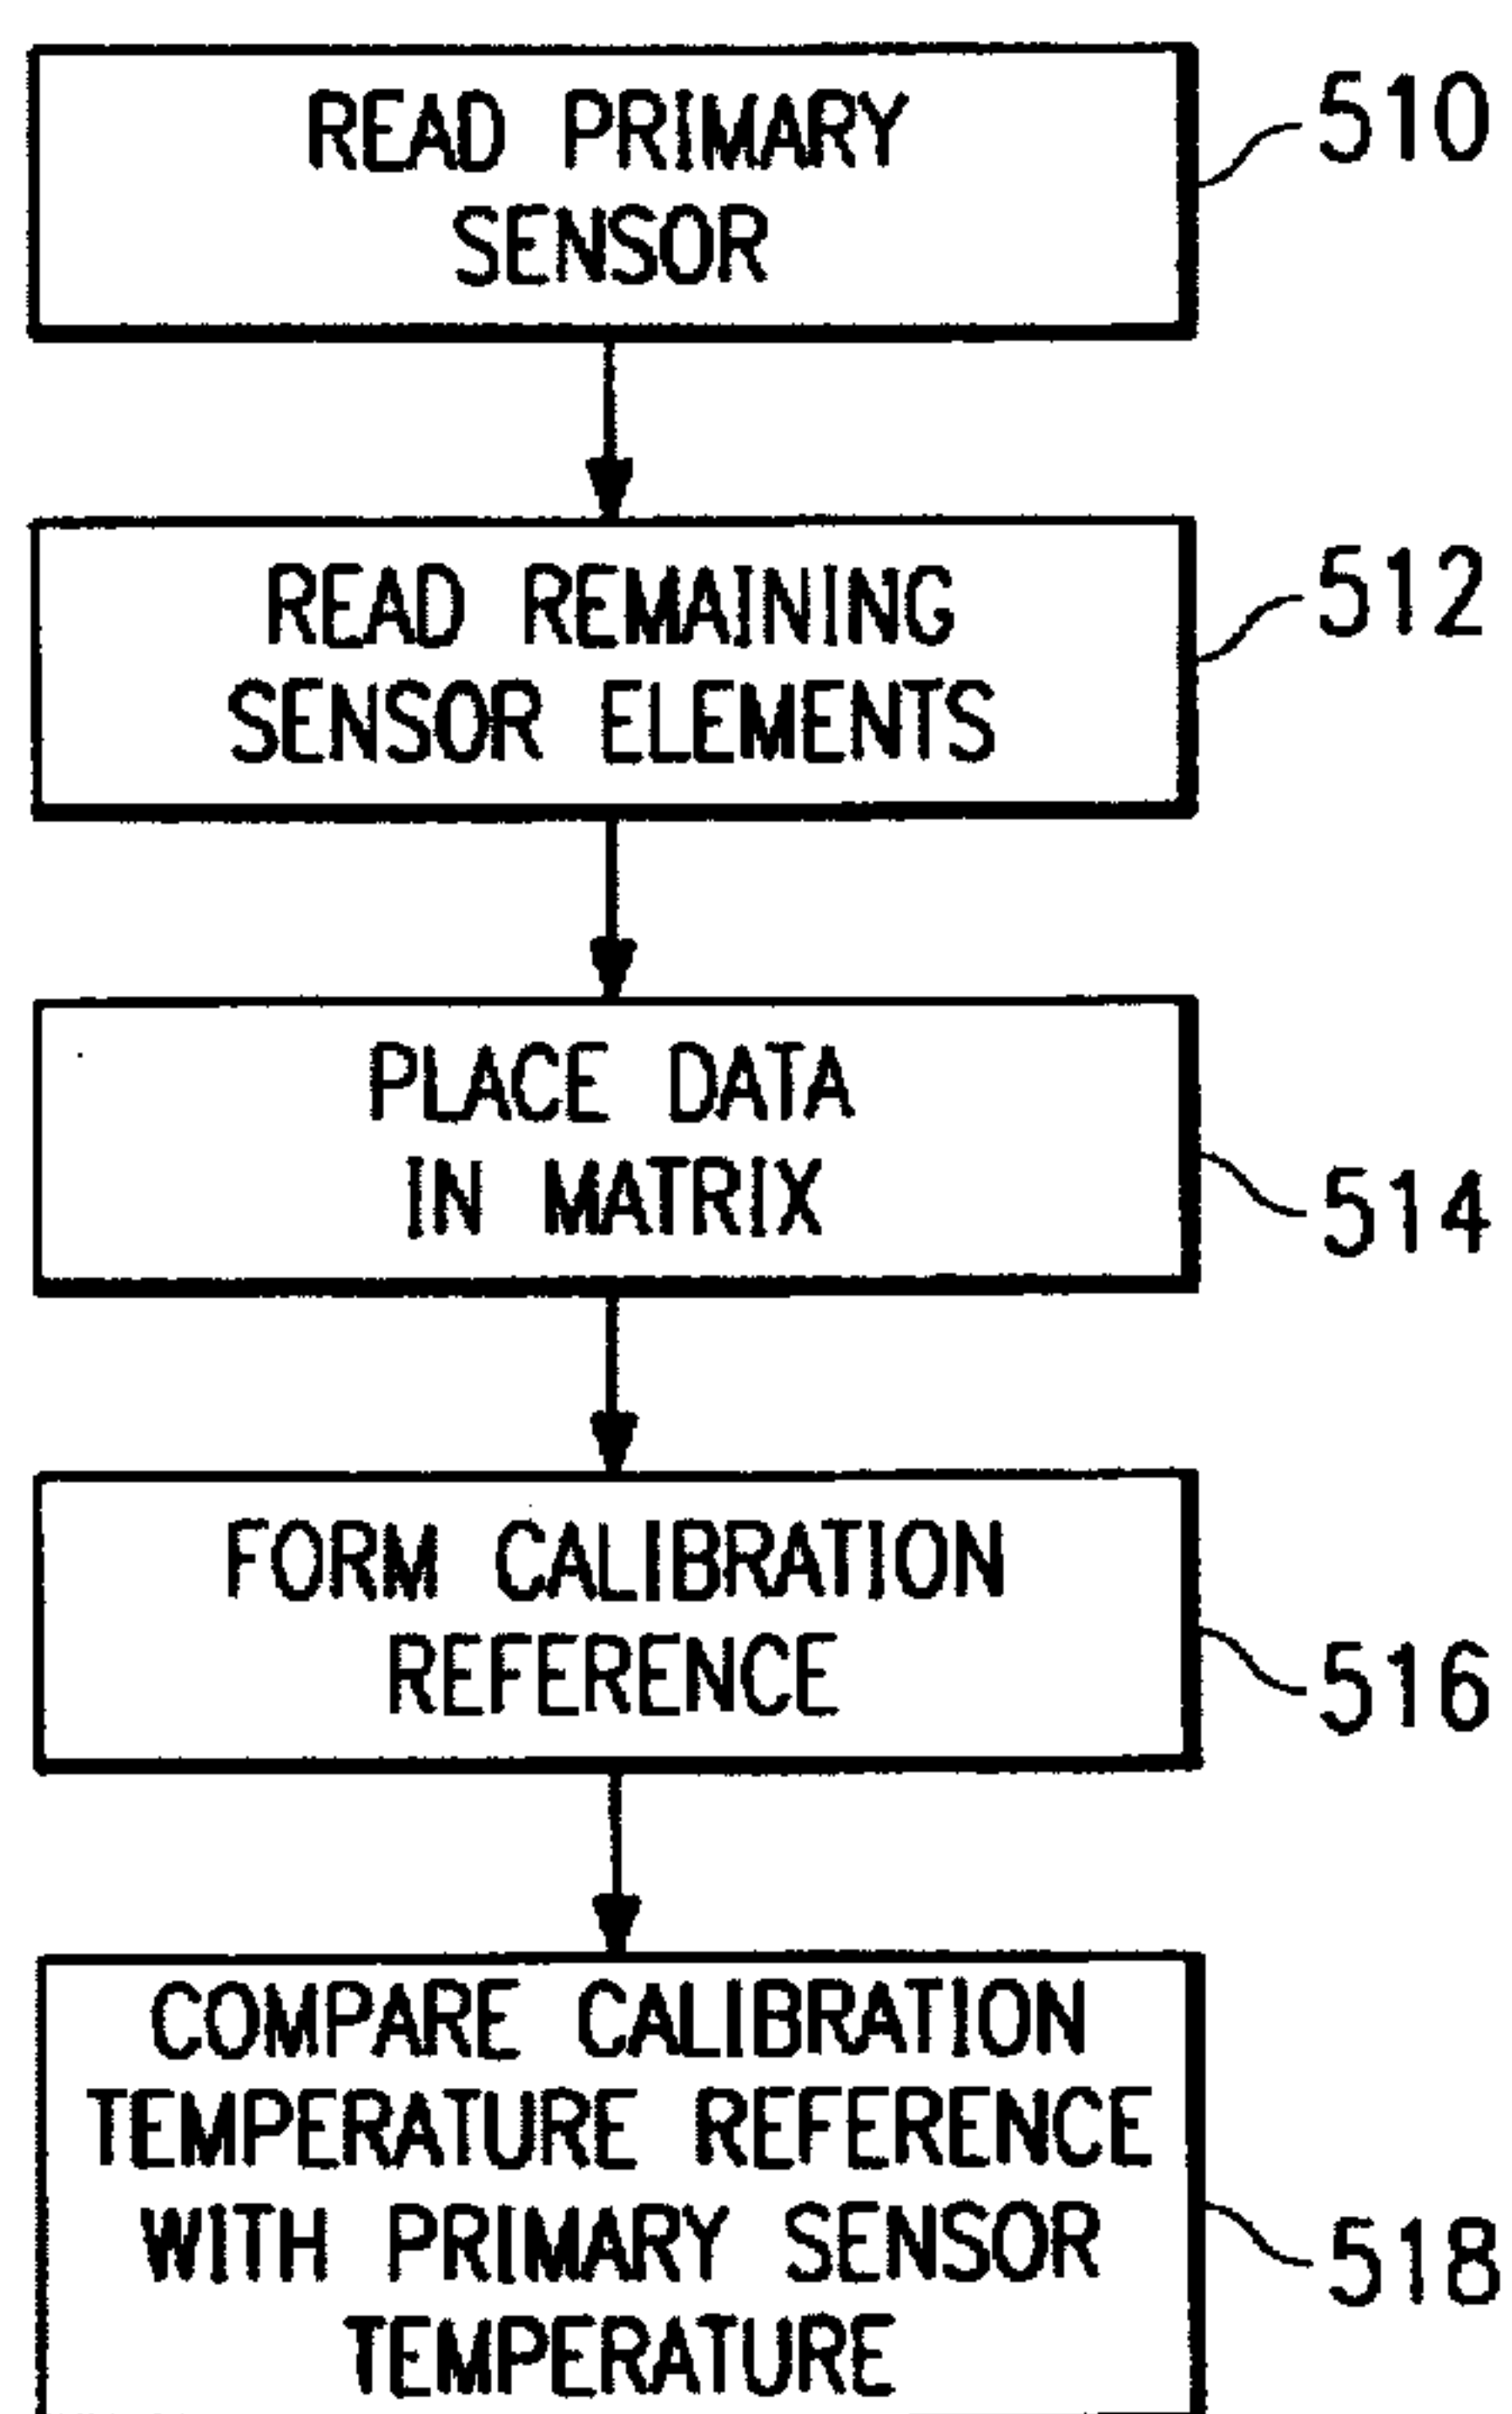 READ PRIMARY
SENSOR
510
READ REMAINING
SENSOR ELEMENTS
512
PLACE DATA
IN MATRIX
514
FORM CALIBRATION
REFERENCE
516
COMPARE CALIBRATION
TEMPERATURE REFERENCE
WITH PRIMARY SENSOR
TEMPERATURE
518